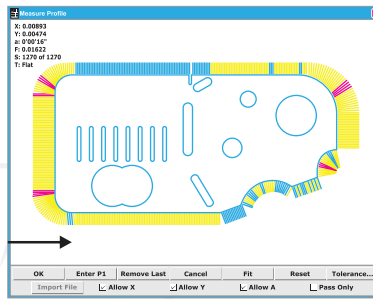 Measure Profile
X: 0.00893
Y: 0.00474
a: 0°00'16"
F: 0.01622
S: 1270 of 1270
T: Flat
OK Enter P1 Remove Last Cancel Fit Reset Tolerance...
Import File Allow X Allow Y Allow A Pass Only